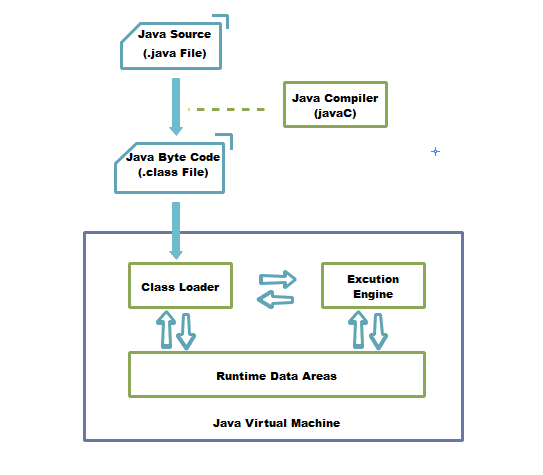 Java Source
(.java File)
Java Compiler
(javaC)
Java Byte Code
(.class File)
Class Loader
Excution
Engine
Runtime Data Areas
Java Virtual Machine